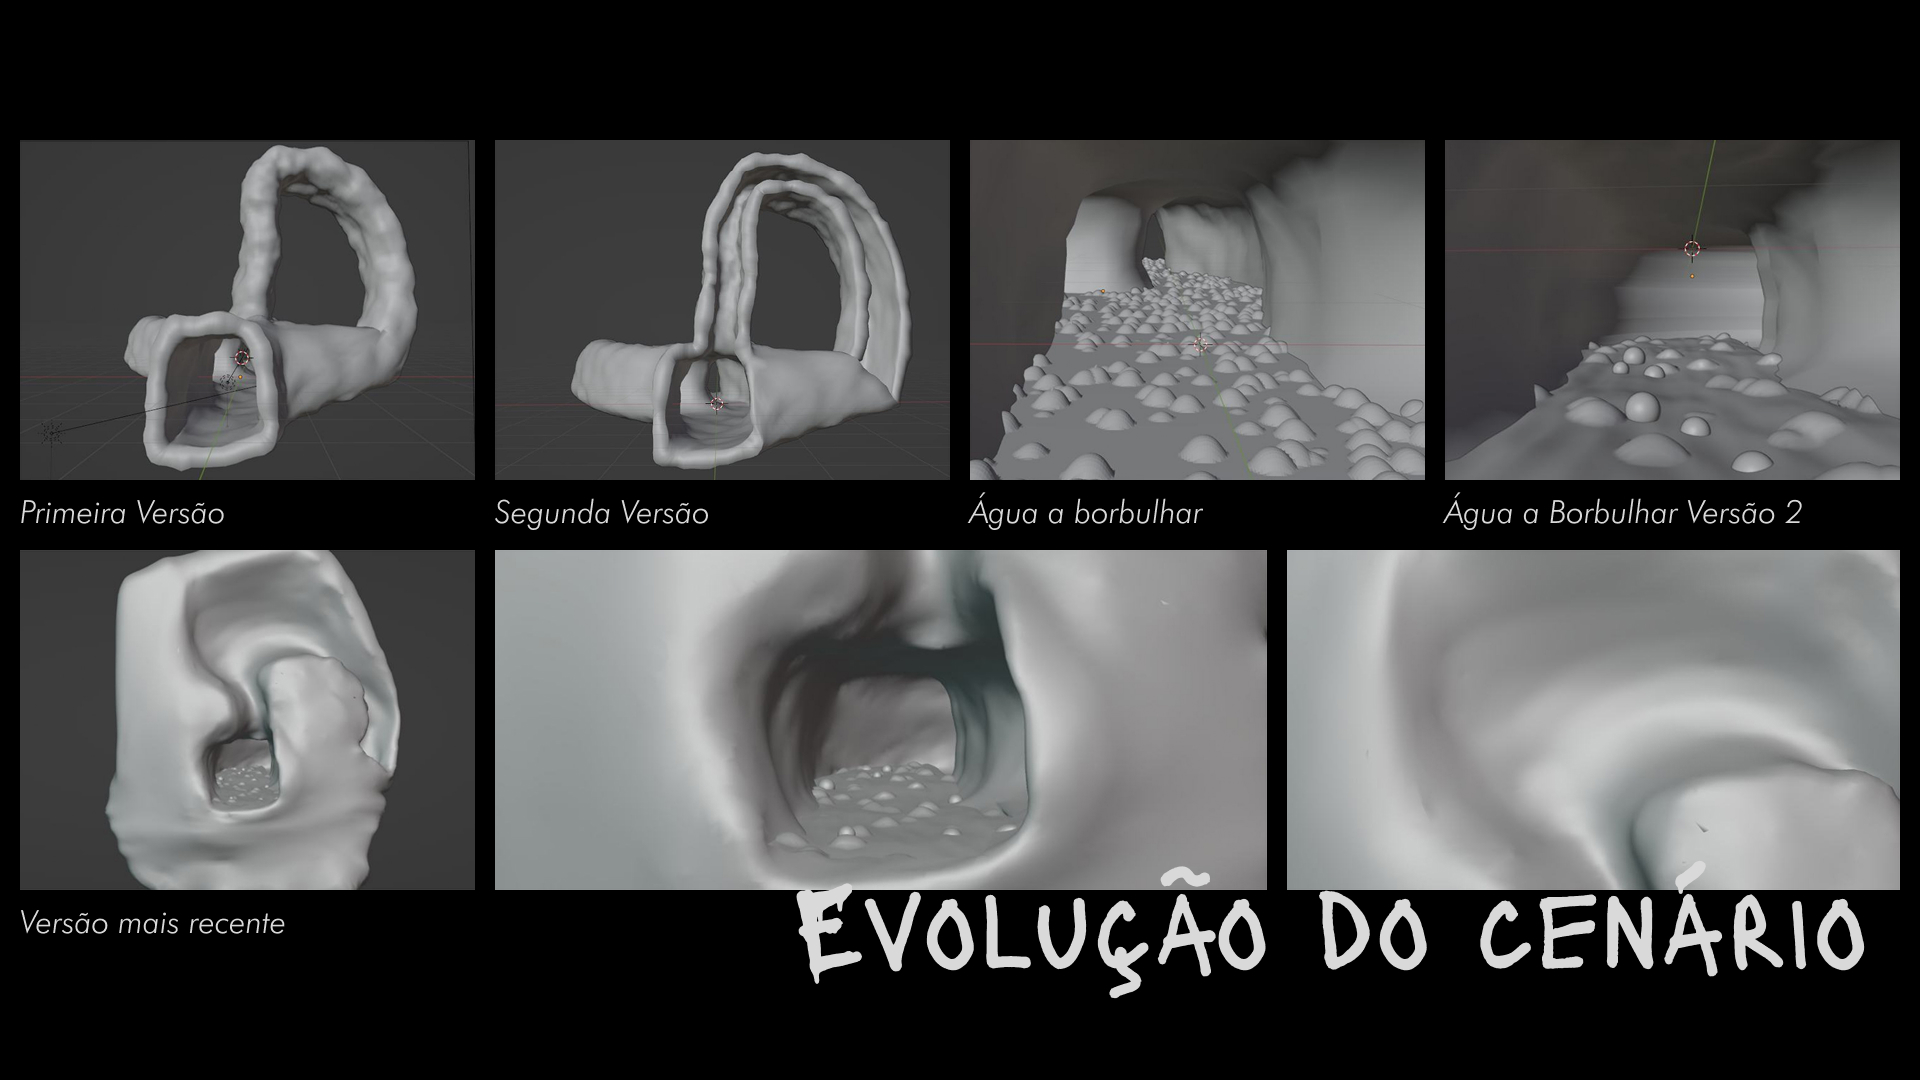 Primeira Versão
Segunda Versão
Água a borbulhar
Água a Borbulhar Versão 2
Versão mais recente
EVOLUÇÃO DO CENÁRIO